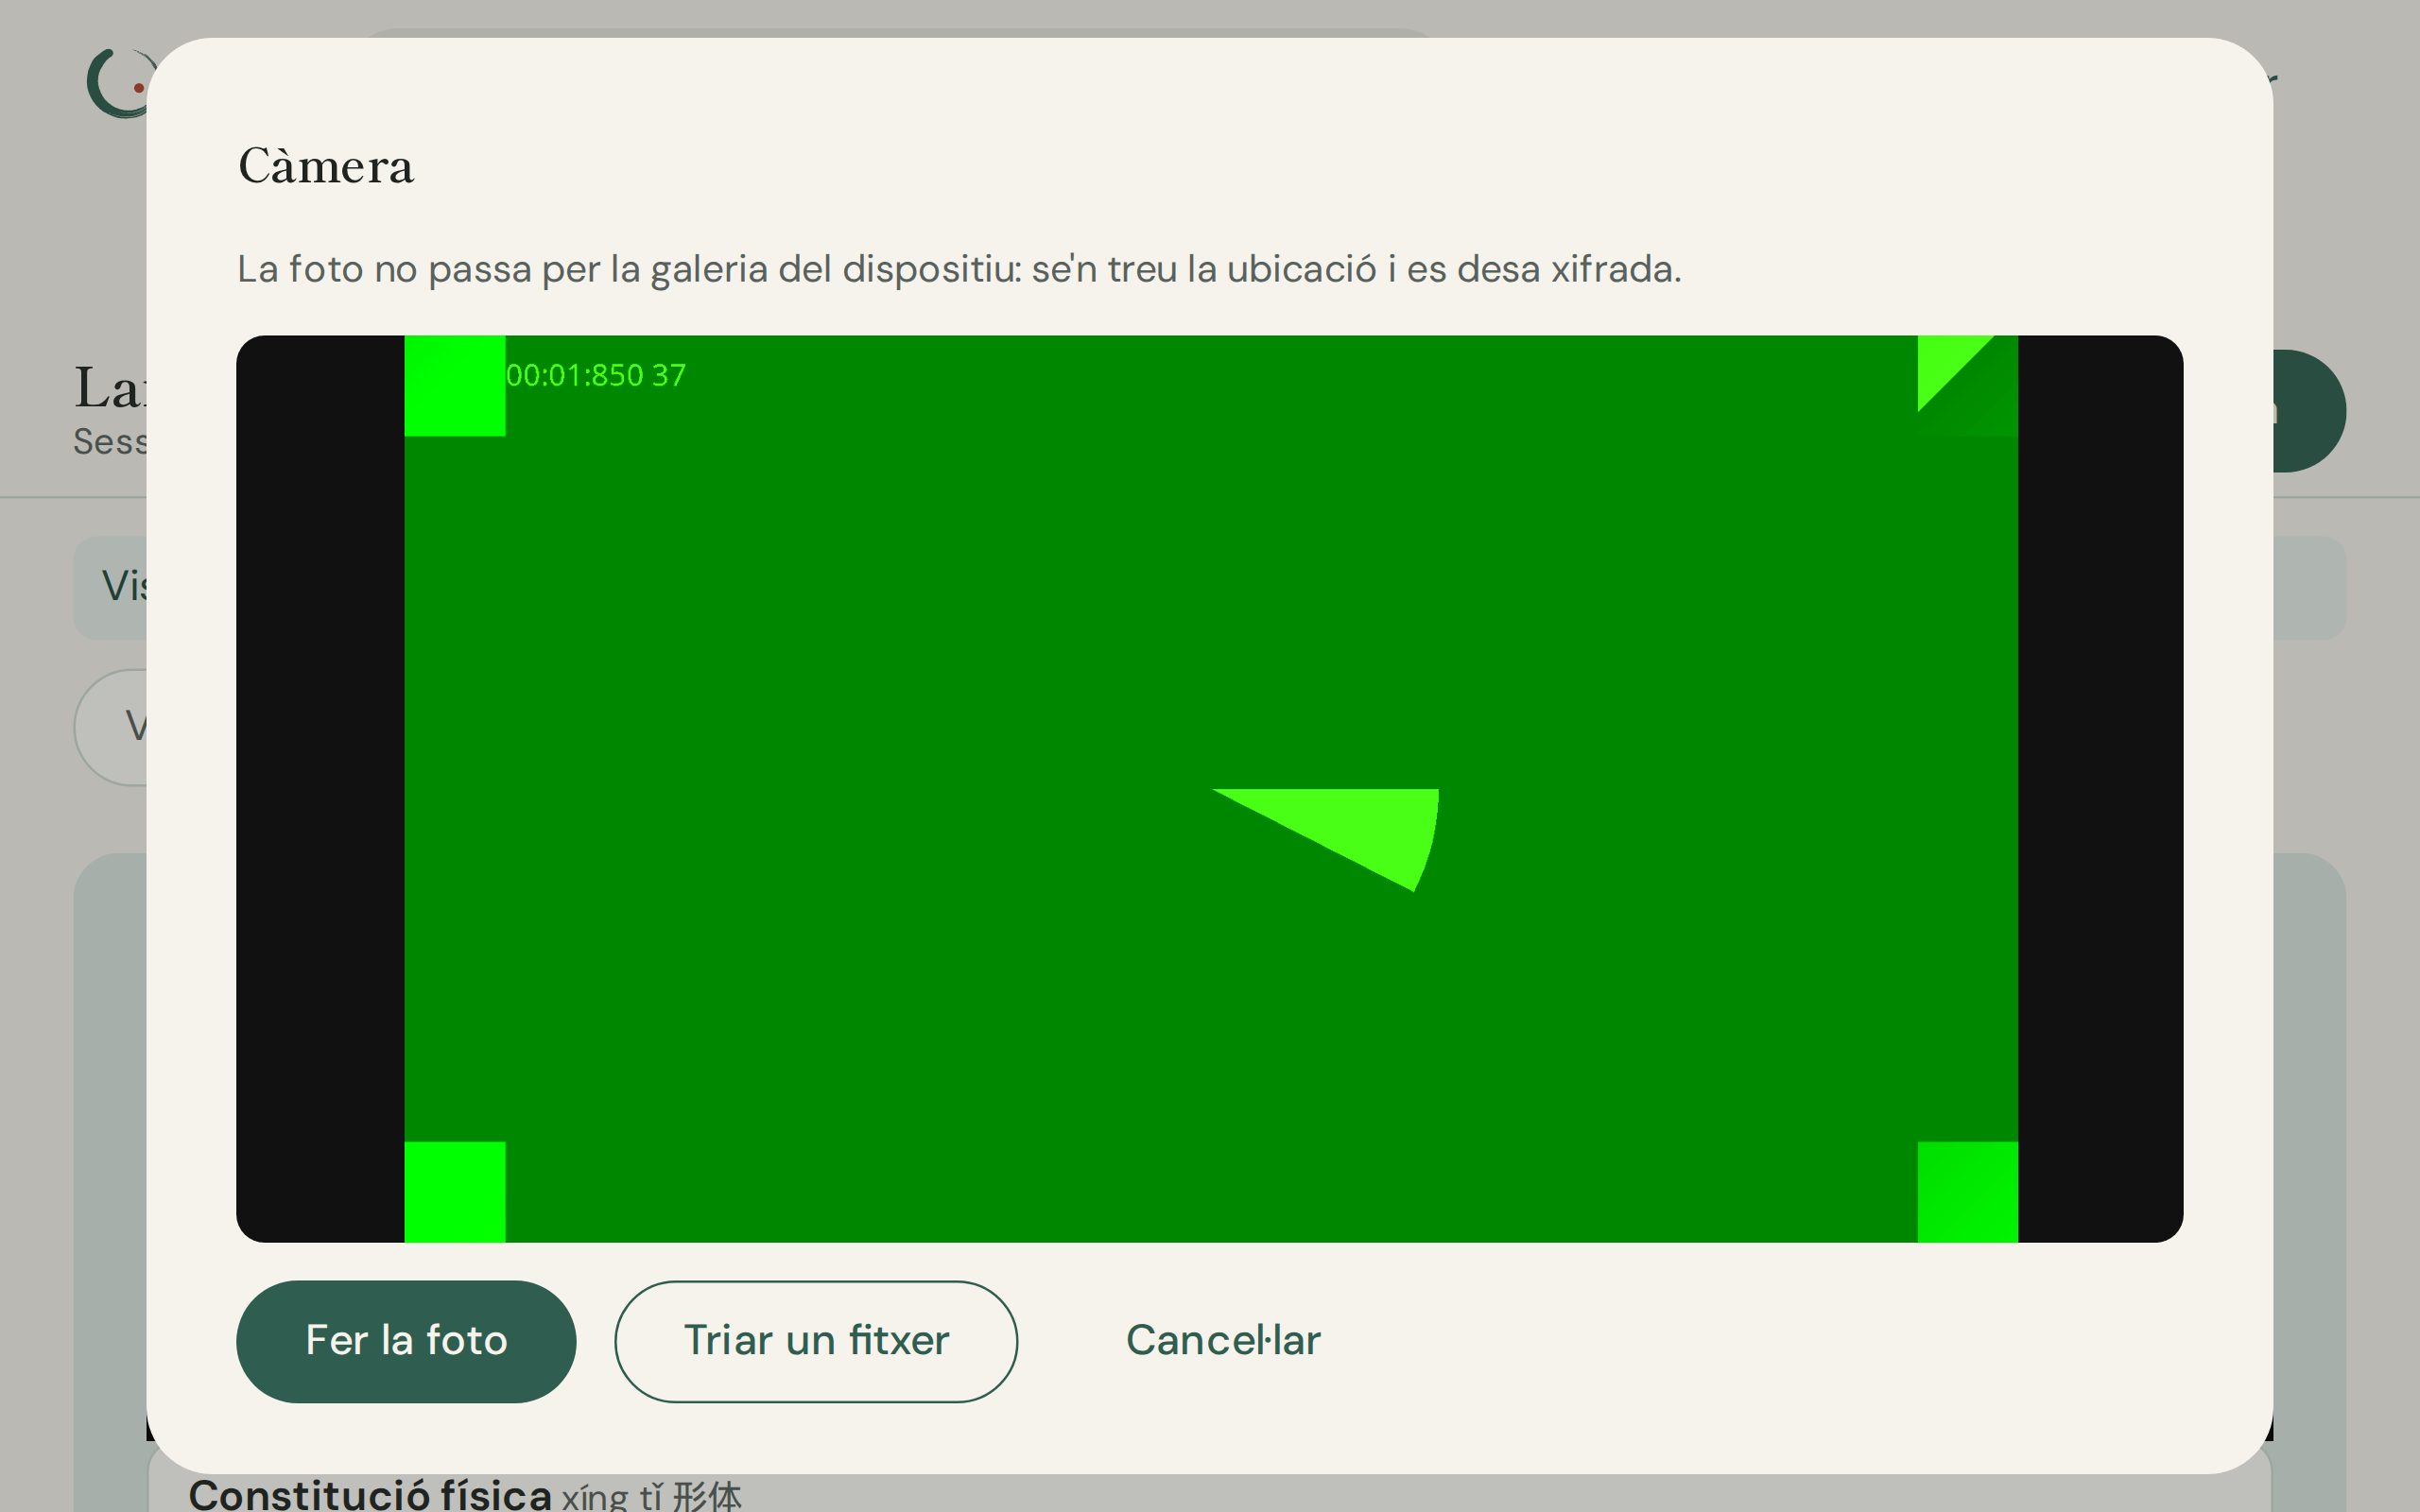 Càmera
La foto no passa per la galeria del dispositiu: se'n treu la ubicació i es desa xifrada.
00:01:850 37
Fer la foto
Triar un fitxer
Cancel·lar
Constitució física xíng tǐ 形体